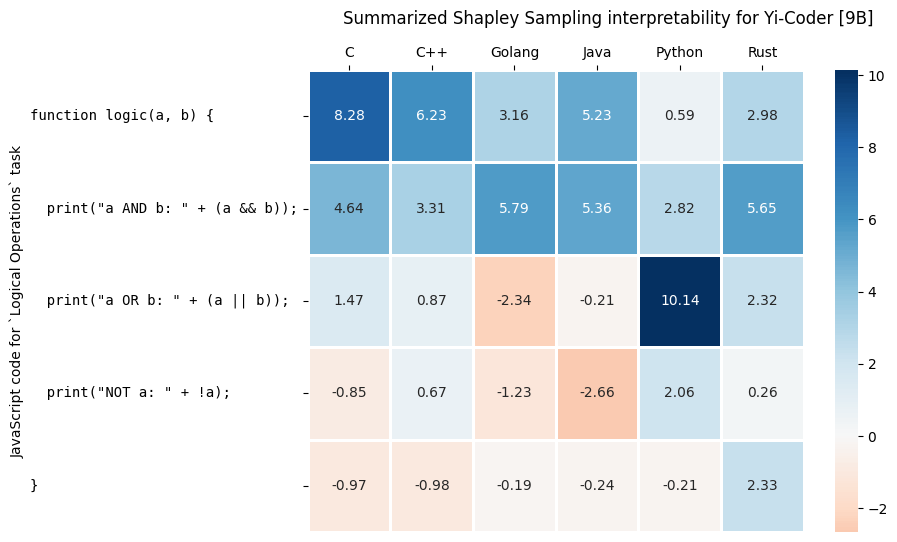 Summarized Shapley Sampling interpretability for Yi-Coder [9B]
C C++ Golang Java Python Rust
JavaScript code for `Logical Operations` task
function logic(a, b) { 8.28 6.23 3.16 5.23 0.59 2.98
print("a AND b: " + (a && b)); 4.64 3.31 5.79 5.36 2.82 5.65
print("a OR b: " + (a || b)); 1.47 0.87 -2.34 -0.21 10.14 2.32
print("NOT a: " + !a); -0.85 0.67 -1.23 -2.66 2.06 0.26
} -0.97 -0.98 -0.19 -0.24 -0.21 2.33
10
8
6
4
2
0
−2